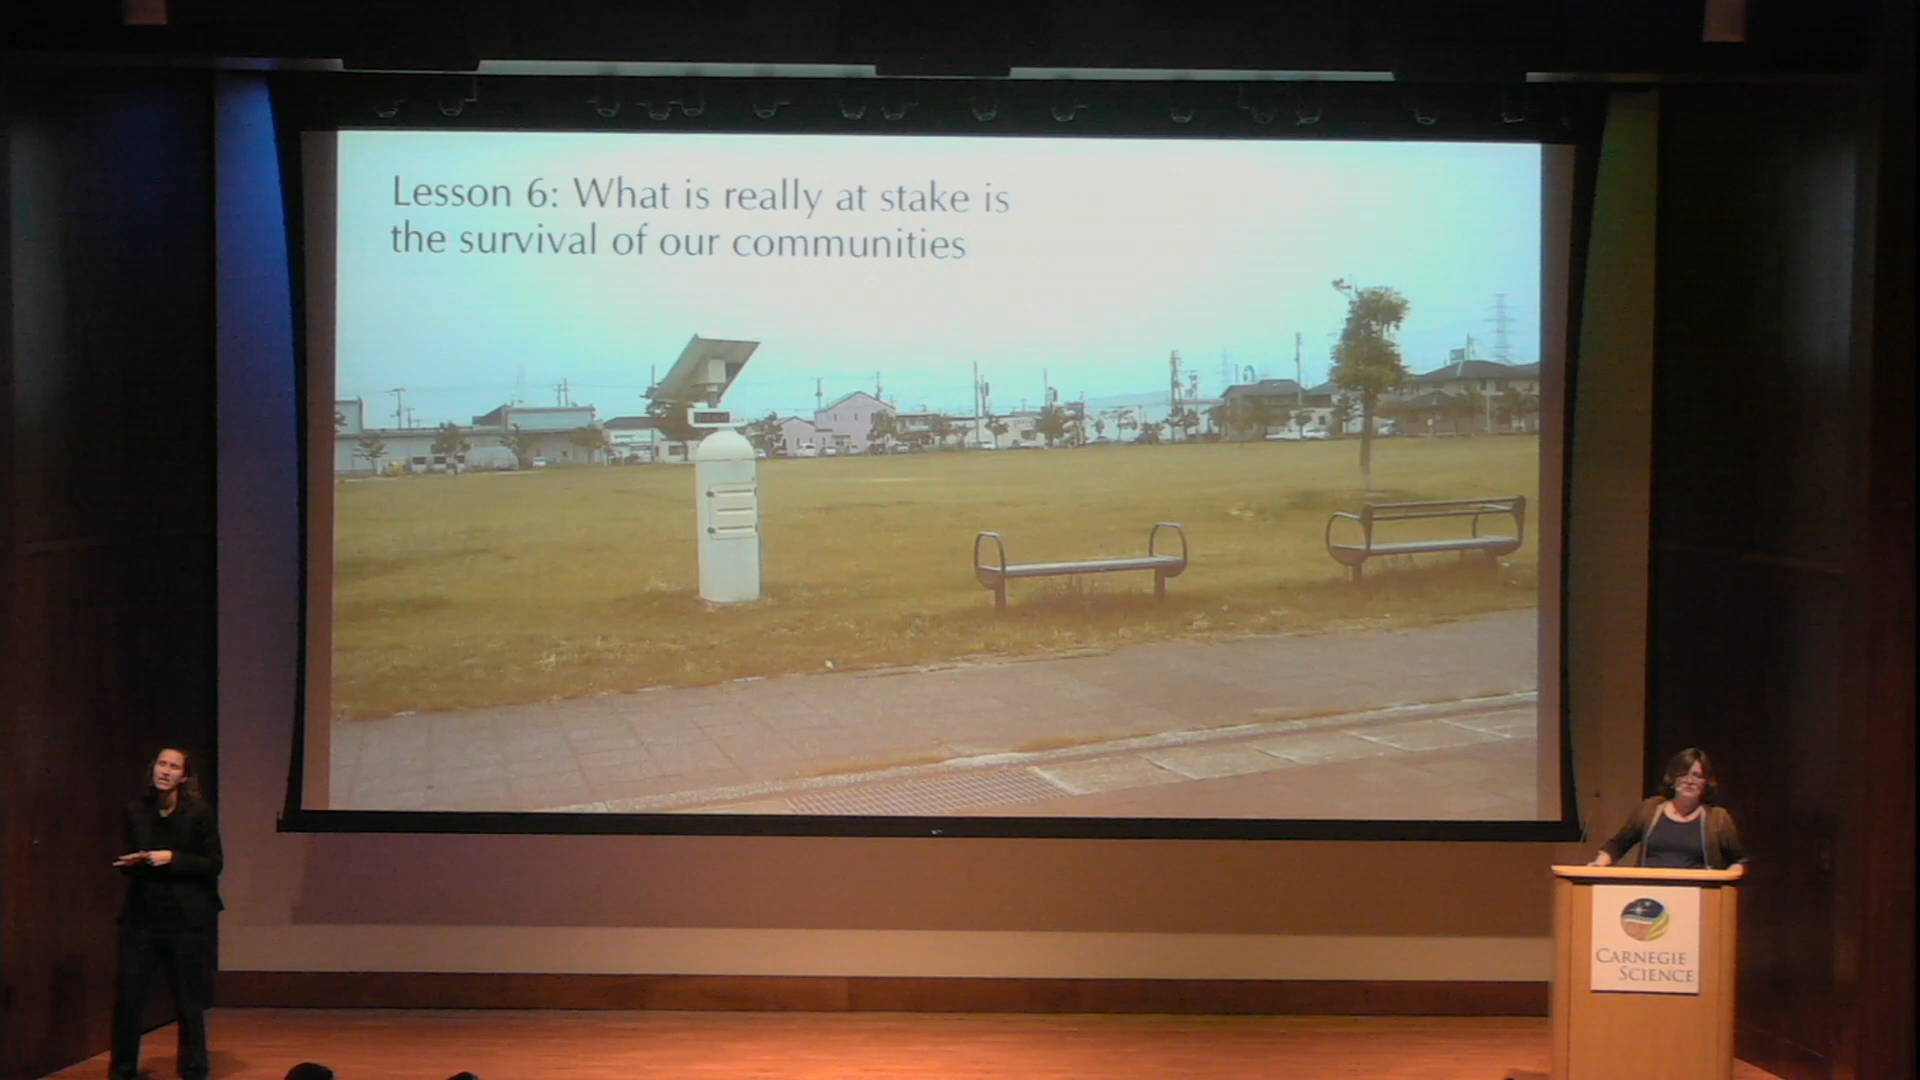 Lesson 6: What is really at stake is
the survival of our communities
CARNEGIE
SCIENCE